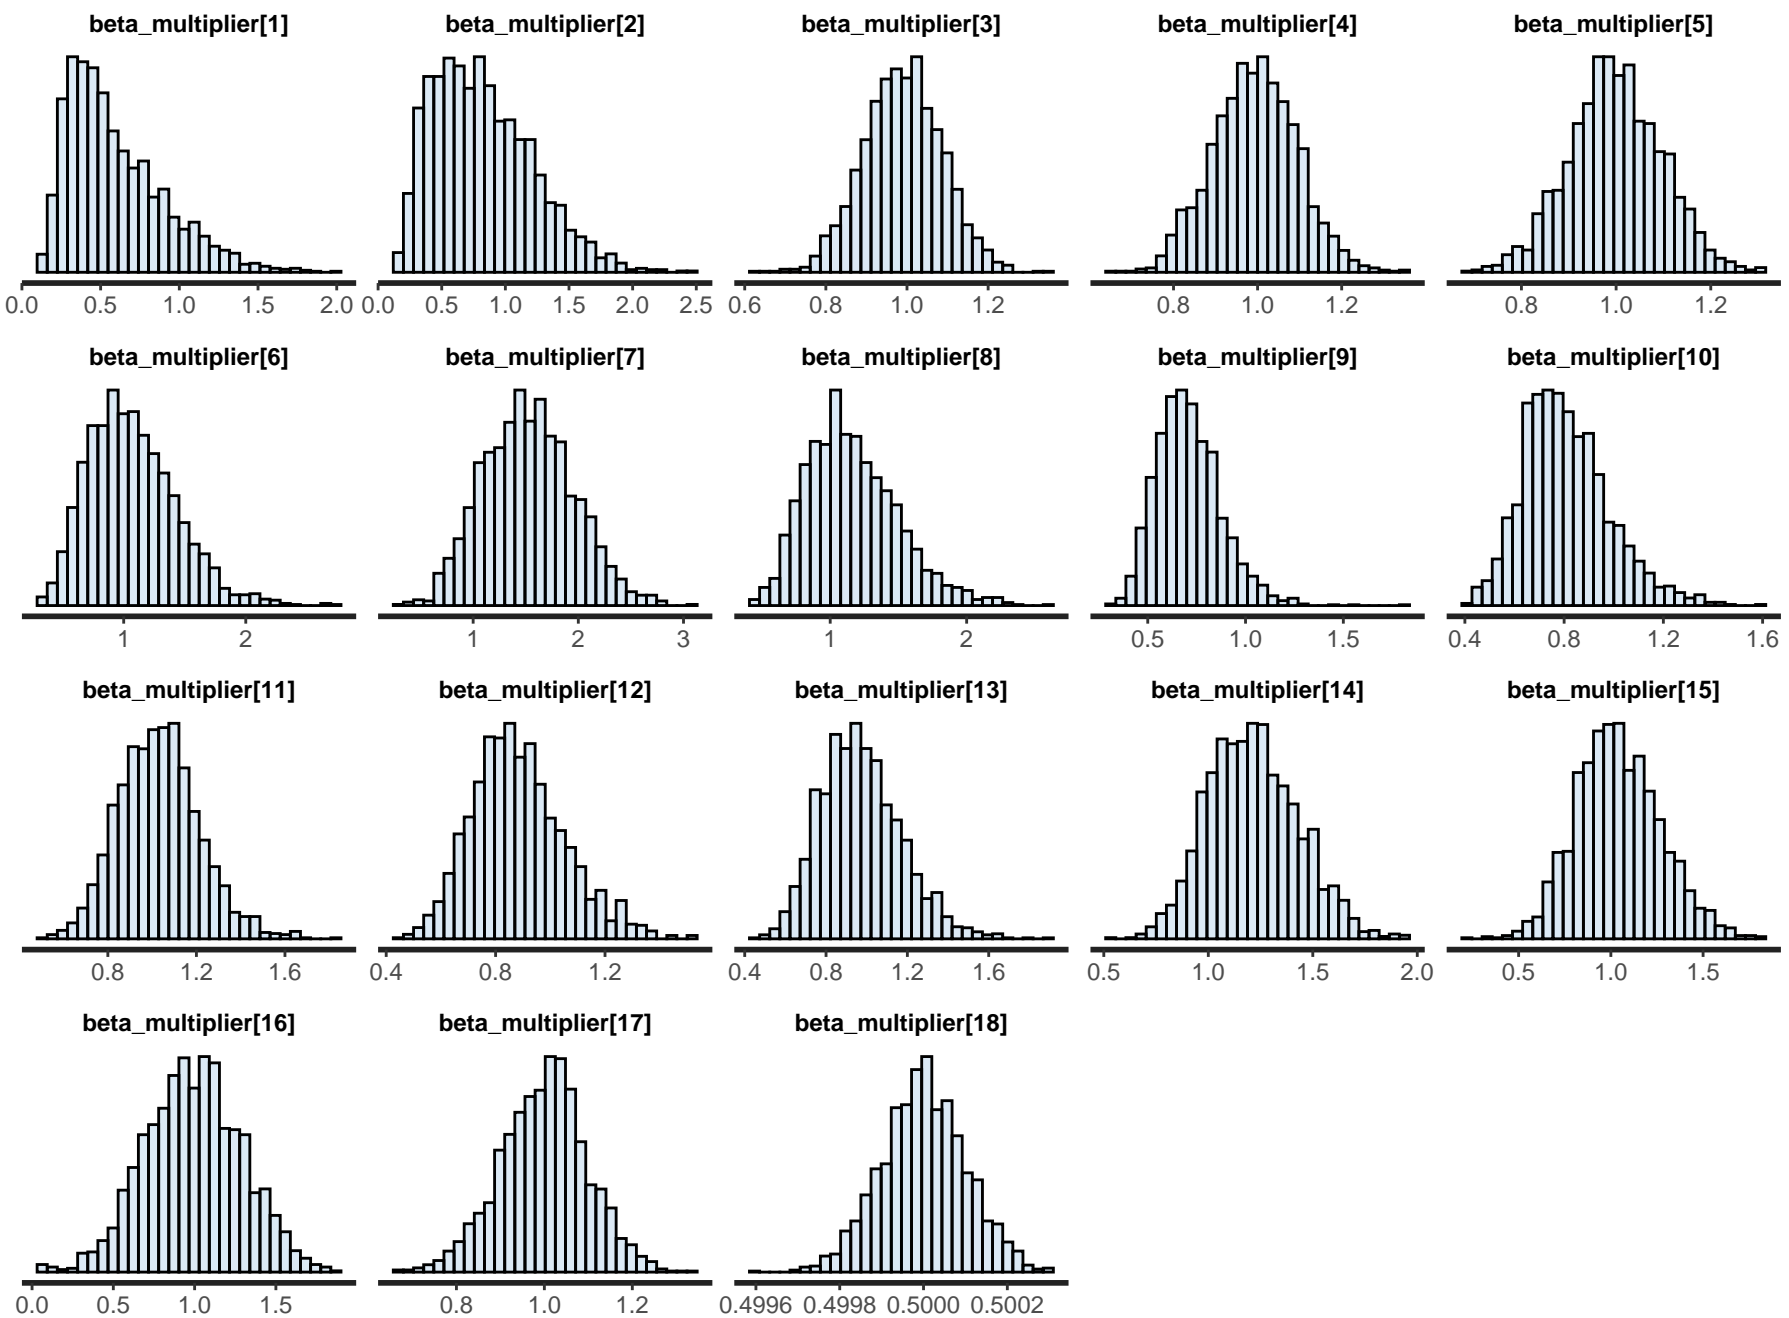 beta_multiplier[1] beta_multiplier[2] beta_multiplier[3] beta_multiplier[4] beta_multiplier[5]
0.0 0.5 1.0 1.5 2.0 0.0 0.5 1.0 1.5 2.0 2.5 0.6 0.8 1.0 1.2 0.8 1.0 1.2 0.8 1.0 1.2
beta_multiplier[6] beta_multiplier[7] beta_multiplier[8] beta_multiplier[9] beta_multiplier[10]
1 2 1 2 3 1 2 0.5 1.0 1.5 0.4 0.8 1.2 1.6
beta_multiplier[11] beta_multiplier[12] beta_multiplier[13] beta_multiplier[14] beta_multiplier[15]
0.8 1.2 1.6 0.4 0.8 1.2 0.4 0.8 1.2 1.6 0.5 1.0 1.5 2.0 0.5 1.0 1.5
beta_multiplier[16] beta_multiplier[17] beta_multiplier[18]
0.0 0.5 1.0 1.5 0.8 1.0 1.2 0.4996 0.4998 0.5000 0.5002